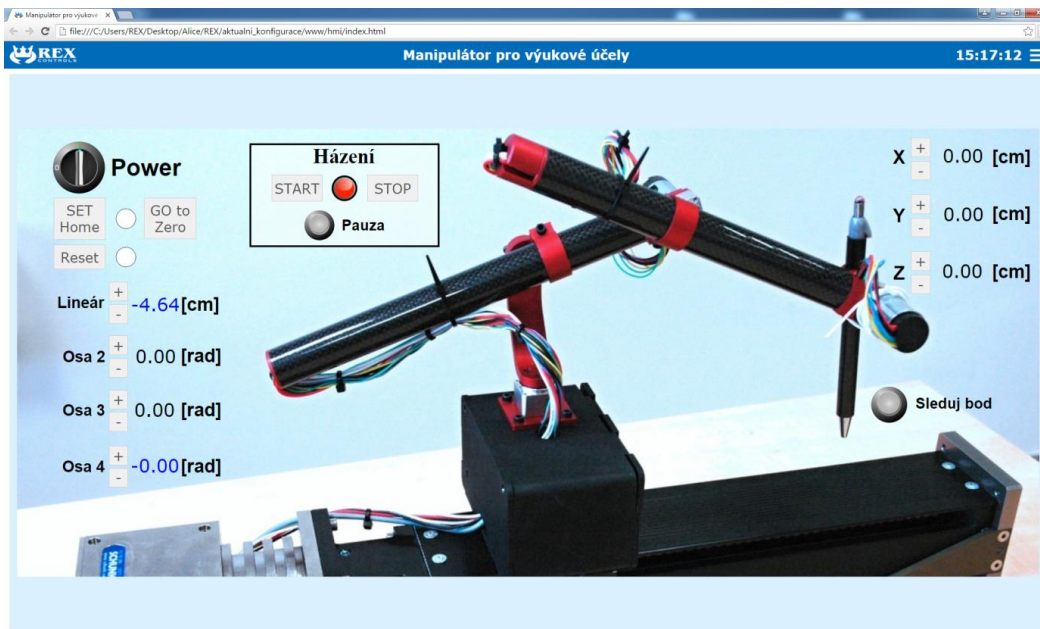 Manipulátor pro výukové
file:///C:/Users/REX/Desktop/Alice/REX/aktualni_konfigurace/www/hmi/index.html
REX
CONTROLS
Manipulátor pro výukové účely
15:17:12
Power
SET Home
GO to Zero
Reset
Házení
START
STOP
Pauza
X + - 0.00 [cm]
Y + - 0.00 [cm]
Z + - 0.00 [cm]
Lineár + - -4.64 [cm]
Osa 2 + - 0.00 [rad]
Osa 3 + - 0.00 [rad]
Osa 4 + - -0.00 [rad]
Sleduj bod